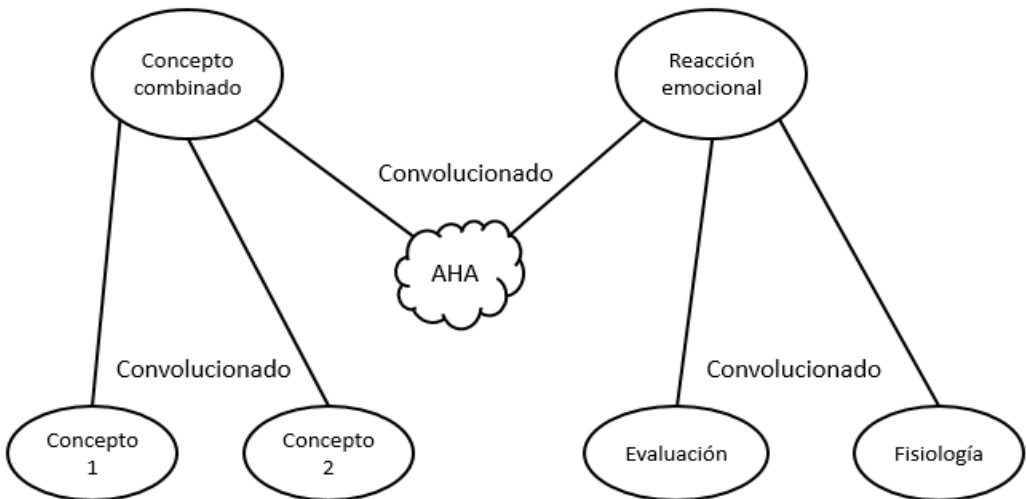 Concepto
combinado
Reacción
emocional
Convolucionado
AHA
Convolucionado
Convolucionado
Concepto
1
Concepto
2
Evaluación
Fisiología